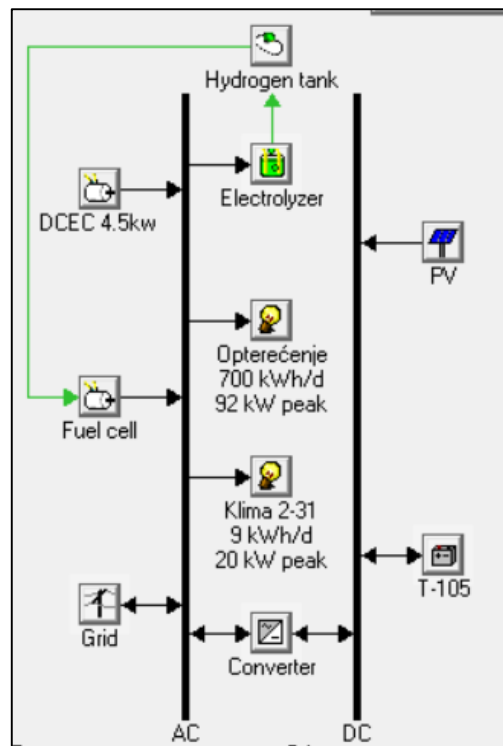 Hydrogen tank
DCEC 4.5kw
Electrolyzer
PV
Opterećenje
700 kWh/d
92 kW peak
Fuel cell
Klima 2-31
9 kWh/d
20 kW peak
T-105
Grid
Converter
AC
DC